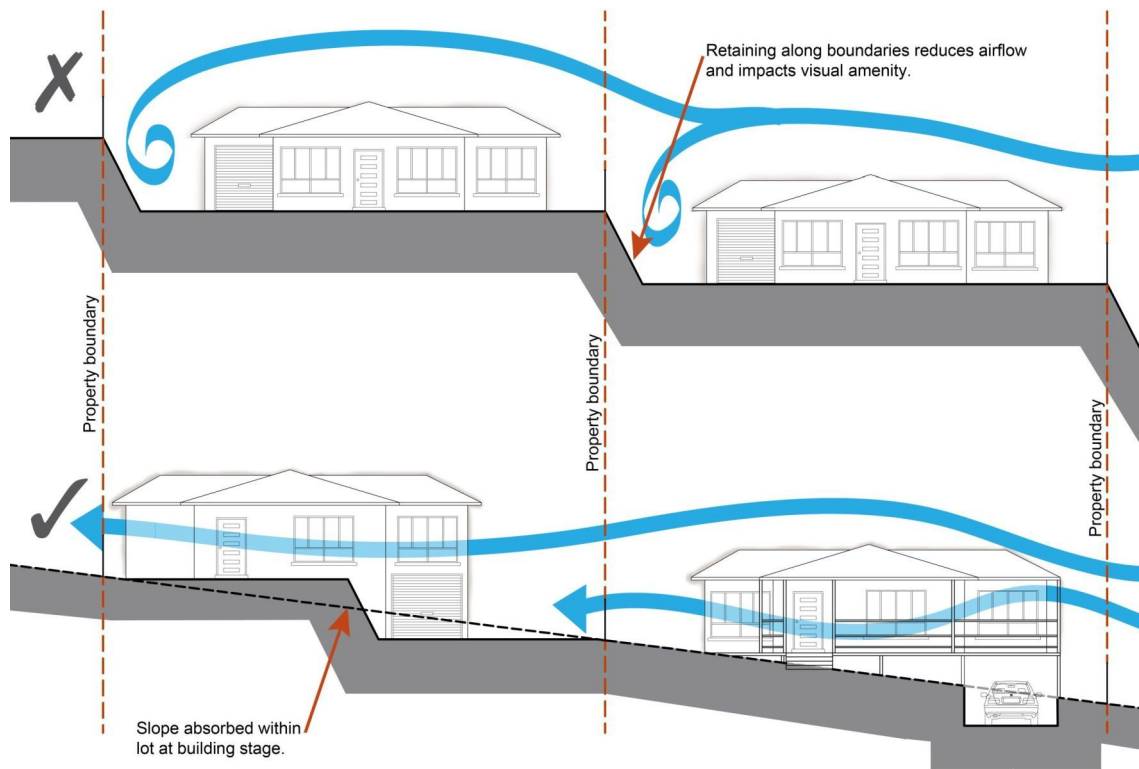 Retaining along boundaries reduces airflow
and impacts visual amenity.
Property boundary
Property boundary
Property boundary
Slope absorbed within
lot at building stage.